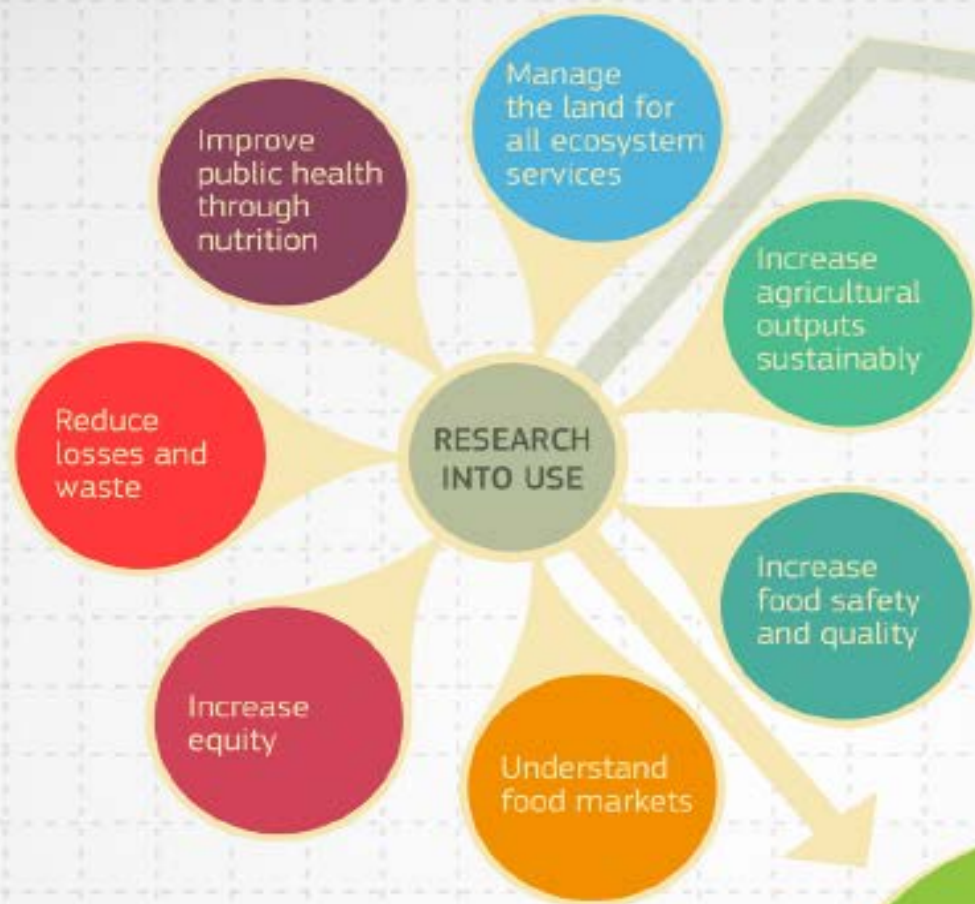 Manage
the land for
all ecosystem
services
Improve
public health
through
nutrition
Increase
agricultural
outputs
sustainably
Reduce
losses and
waste
RESEARCH
INTO USE
Increase
food safety
and quality
Increase
equity
Understand
food markets